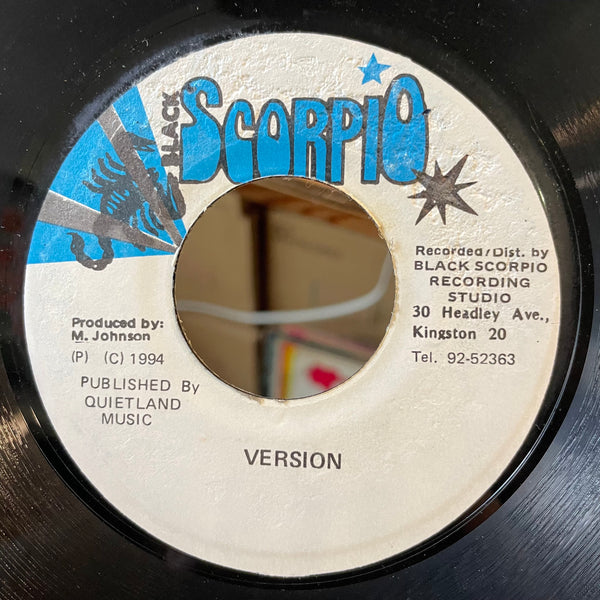 BLACK SCORPIO
Recorded/Dist. by
BLACK SCORPIO
RECORDING
STUDIO
30 Headley Ave.,
Kingston 20
Tel. 92-52363
Produced by:
M. Johnson
(P) (C) 1994
PUBLISHED By
QUIETLAND
MUSIC
VERSION